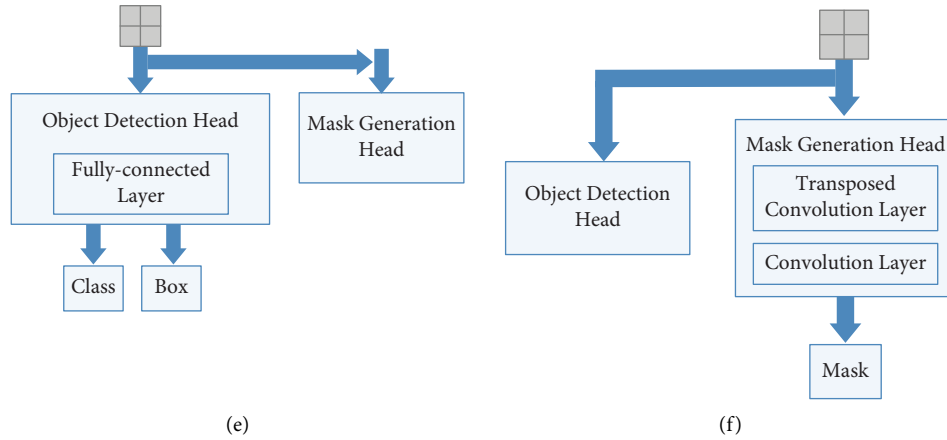 Object Detection Head
Fully-connected
Layer
Class
Box
Mask Generation
Head
(e)
Object Detection
Head
Mask Generation Head
Transposed
Convolution Layer
Convolution Layer
Mask
(f)